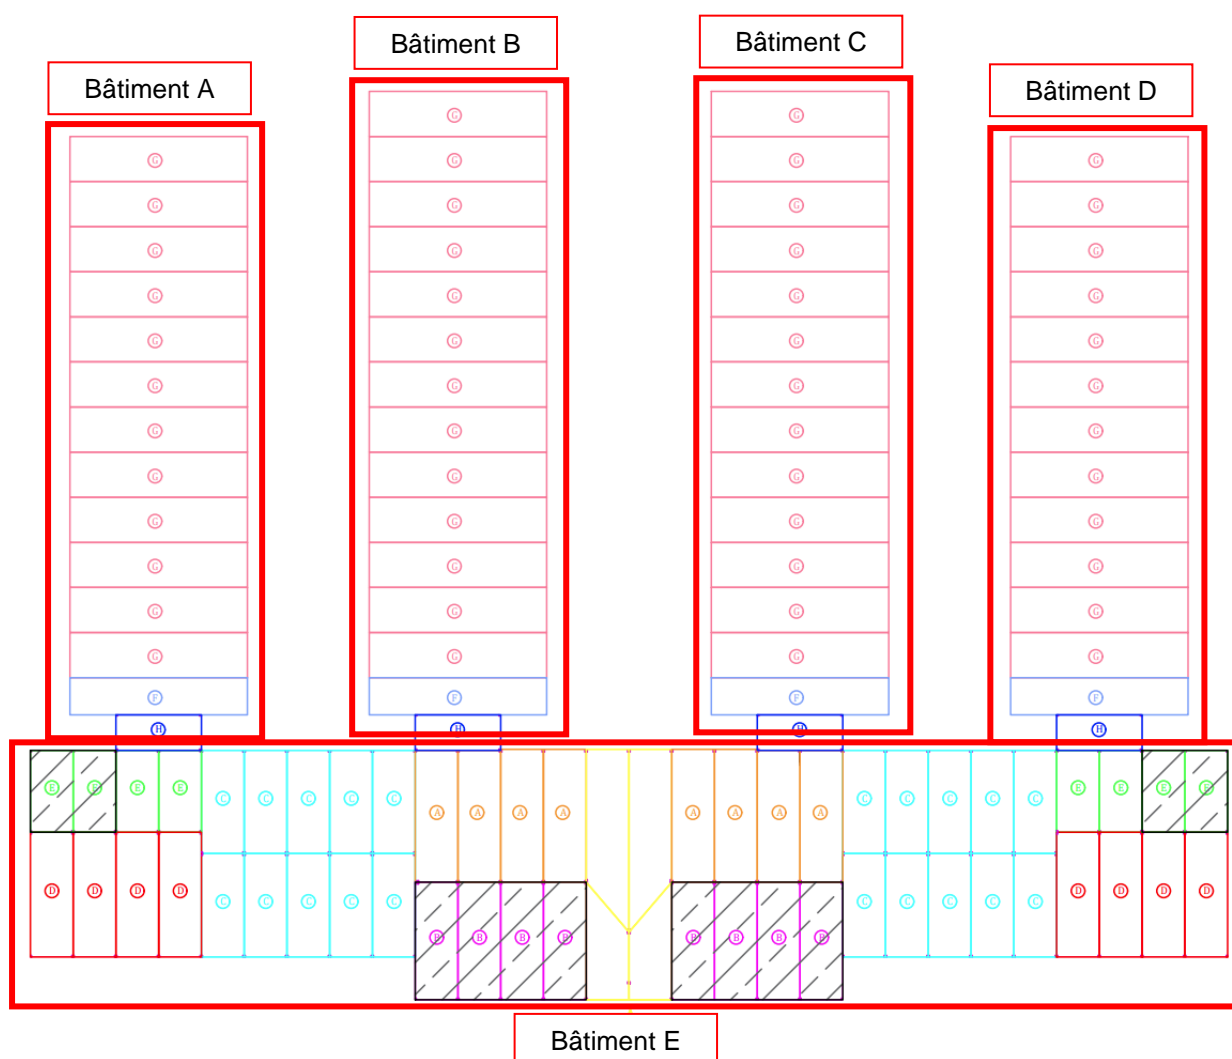 Bâtiment A
Bâtiment B
Bâtiment C
Bâtiment D
G G
G G G G
G G G G
G G G G
G G G G
G G G G
G G G G
G G G G
G G G G
G G G G
G G G G
G G G G
G G G G
F F F F
H H H H
E E E E C C C C C A A A A A A A A C C C C C E E E E
D D D D C C C C C B B B B B B B B C C C C C D D D D
Bâtiment E